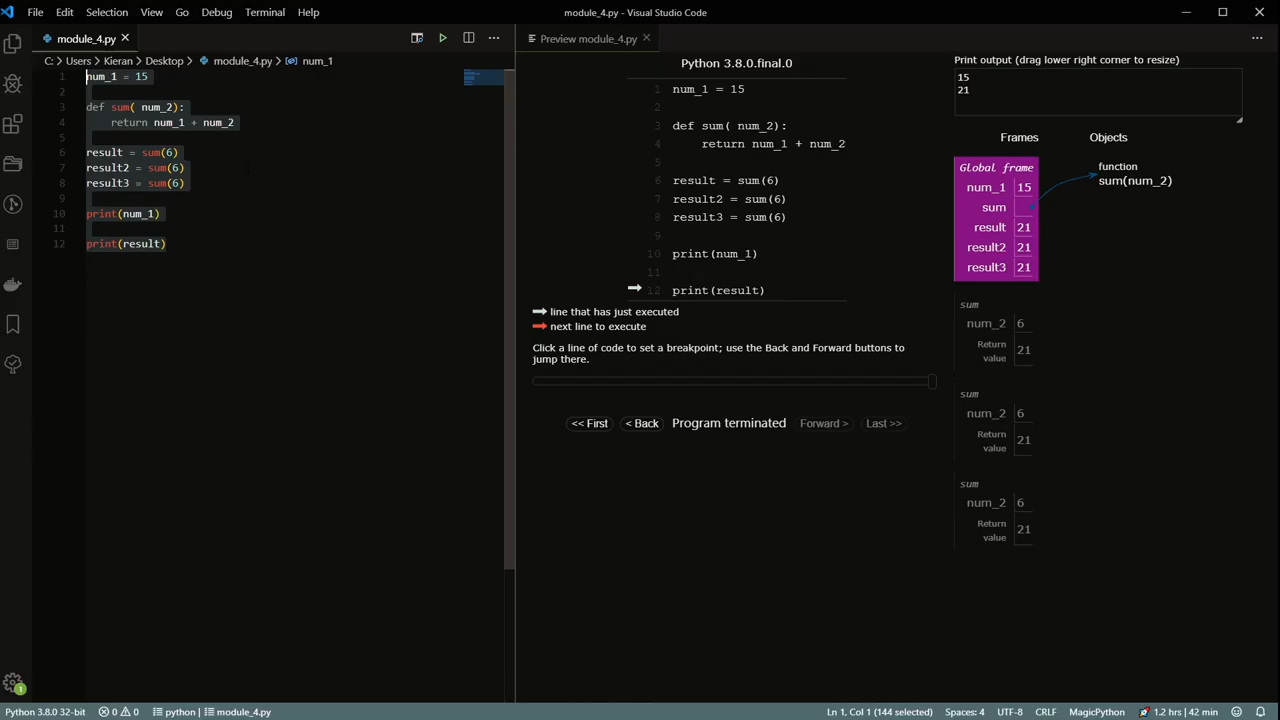 File Edit Selection View Go Debug Terminal Help
module_4.py - Visual Studio Code
module_4.py
Preview module_4.py
C: > Users > Kieran > Desktop > module_4.py > num_1
1 num_1 = 15
2
3 def sum( num_2):
4 return num_1 + num_2
5
6 result = sum(6)
7 result2 = sum(6)
8 result3 = sum(6)
9
10 print(num_1)
11
12 print(result)
Python 3.8.0.final.0
1 num_1 = 15
2
3 def sum( num_2):
4 return num_1 + num_2
5
6 result = sum(6)
7 result2 = sum(6)
8 result3 = sum(6)
9
10 print(num_1)
11
12 print(result)
line that has just executed
next line to execute
Click a line of code to set a breakpoint; use the Back and Forward buttons to
jump there.
<< First
< Back
Program terminated
Forward >
Last >>
Print output (drag lower right corner to resize)
15
21
Frames
Objects
Global frame
num_1 15
sum
result 21
result2 21
result3 21
function
sum(num_2)
sum
num_2 6
Return
value 21
sum
num_2 6
Return
value 21
sum
num_2 6
Return
value 21
1
Python 3.8.0 32-bit
0 0
python
module_4.py
Ln 1, Col 1 (144 selected)
Spaces: 4
UTF-8
CRLF
MagicPython
1.2 hrs | 42 min